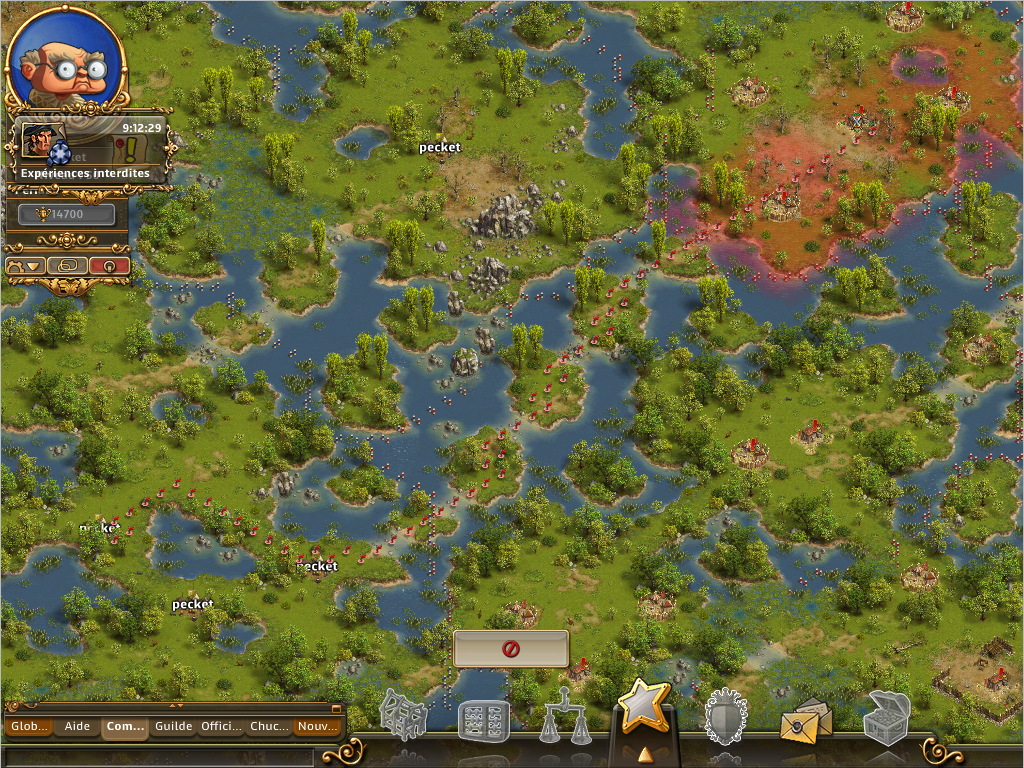 9:12:29
Expériences interdites
14700
pecket
pecket
pecket
pecket
Glob...
Aide
Com...
Guilde
Offici...
Chuc...
Nouv...